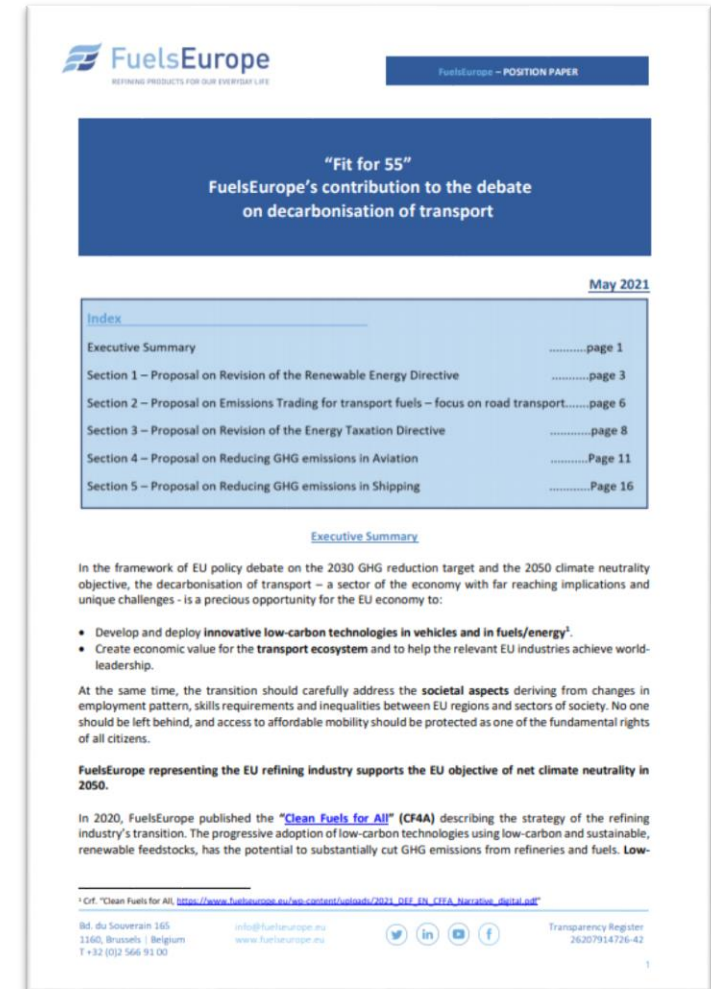 FuelsEurope
REFINING PRODUCTS FOR OUR EVERYDAY LIFE
FuelsEurope – POSITION PAPER
“Fit for 55”
FuelsEurope’s contribution to the debate
on decarbonisation of transport
May 2021
Index
Executive Summary ...........page 1
Section 1 – Proposal on Revision of the Renewable Energy Directive ...........page 3
Section 2 – Proposal on Emissions Trading for transport fuels – focus on road transport.......page 6
Section 3 – Proposal on Revision of the Energy Taxation Directive ...........page 8
Section 4 – Proposal on Reducing GHG emissions in Aviation ...........Page 11
Section 5 – Proposal on Reducing GHG emissions in Shipping ............Page 16
Executive Summary
In the framework of EU policy debate on the 2030 GHG reduction target and the 2050 climate neutrality
objective, the decarbonisation of transport – a sector of the economy with far reaching implications and
unique challenges - is a precious opportunity for the EU economy to:
• Develop and deploy innovative low-carbon technologies in vehicles and in fuels/energy¹.
• Create economic value for the transport ecosystem and to help the relevant EU industries achieve world-
leadership.
At the same time, the transition should carefully address the societal aspects deriving from changes in
employment pattern, skills requirements and inequalities between EU regions and sectors of society. No one
should be left behind, and access to affordable mobility should be protected as one of the fundamental rights
of all citizens.
FuelsEurope representing the EU refining industry supports the EU objective of net climate neutrality in
2050.
In 2020, FuelsEurope published the “Clean Fuels for All” (CF4A) describing the strategy of the refining
industry’s transition. The progressive adoption of low-carbon technologies using low-carbon and sustainable,
renewable feedstocks, has the potential to substantially cut GHG emissions from refineries and fuels. Low-
¹ Crf. “Clean Fuels for All, https://www.fuelseurope.eu/wp-content/uploads/2021_DEF_EN_CFFA_Narrative_digital.pdf”
Bd. du Souverain 165
1160, Brussels | Belgium
T +32 (0)2 566 91 00
info@fuelseurope.eu
www.fuelseurope.eu
Transparency Register
26207914726-42
1